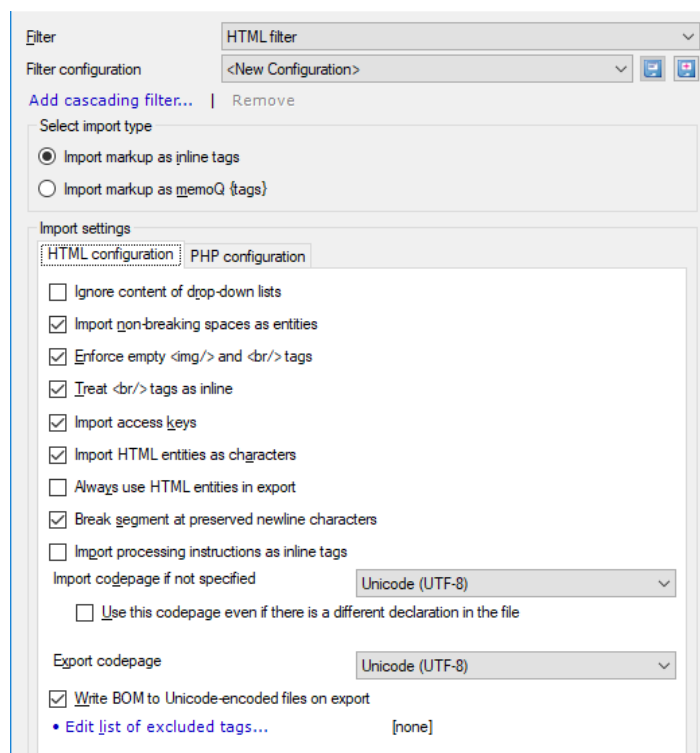 Filter HTML filter
Filter configuration <New Configuration>
Add cascading filter... | Remove
Select import type
Import markup as inline tags
Import markup as memoQ {tags}
Import settings
HTML configuration PHP configuration
Ignore content of drop-down lists
Import non-breaking spaces as entities
Enforce empty <img/> and <br/> tags
Treat <br/> tags as inline
Import access keys
Import HTML entities as characters
Always use HTML entities in export
Break segment at preserved newline characters
Import processing instructions as inline tags
Import codepage if not specified Unicode (UTF-8)
Use this codepage even if there is a different declaration in the file
Export codepage Unicode (UTF-8)
Write BOM to Unicode-encoded files on export
• Edit list of excluded tags... [none]